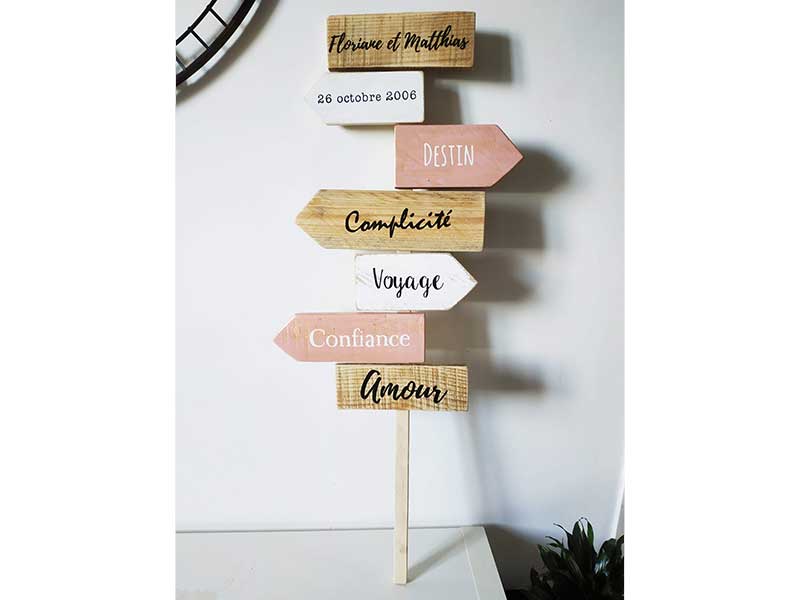 Floriane et Matthias
26 octobre 2006
DESTIN
Complicité
Voyage
Confiance
Amour